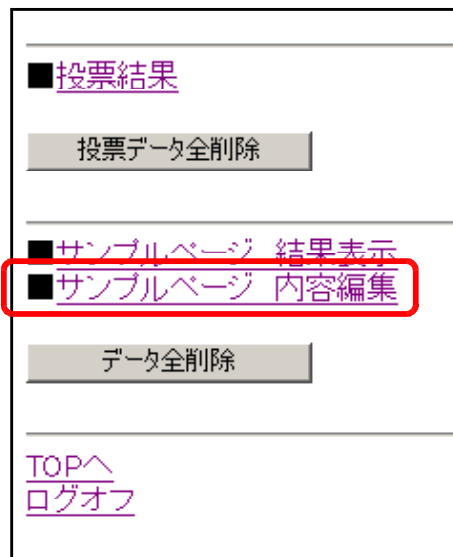 ■投票結果
投票データ全削除
■サンプルページ 結果表示
■サンプルページ 内容編集
データ全削除
TOPへ
ログオフ